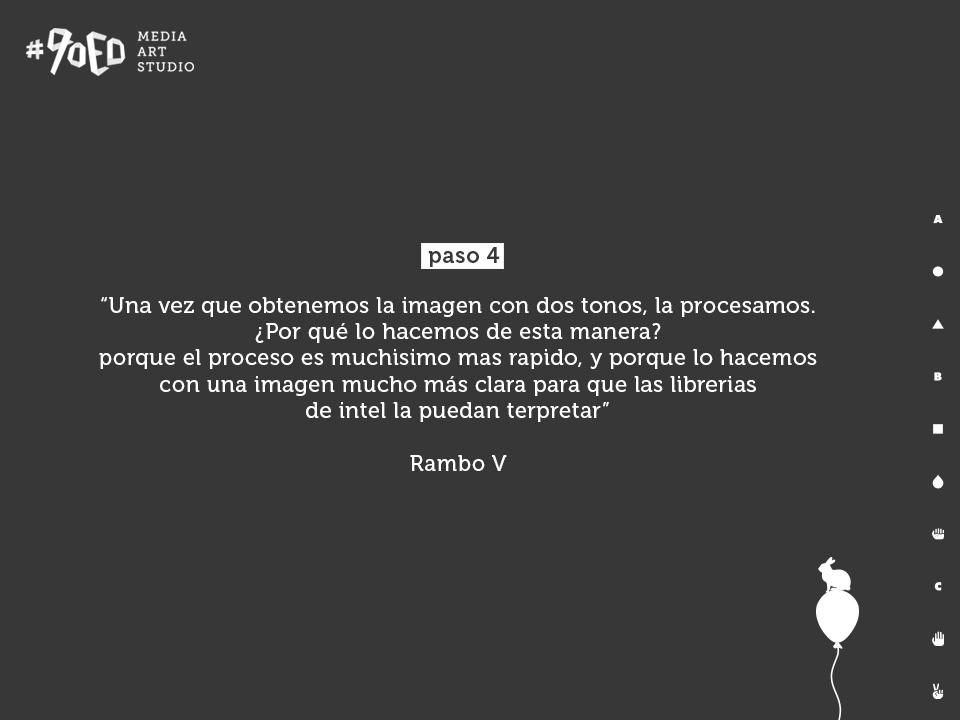 #90ED MEDIA
ART
STUDIO
paso 4
“Una vez que obtenemos la imagen con dos tonos, la procesamos.
¿Por qué lo hacemos de esta manera?
porque el proceso es muchisimo mas rapido, y porque lo hacemos
con una imagen mucho más clara para que las librerias
de intel la puedan terpretar”
Rambo V
A
B
C